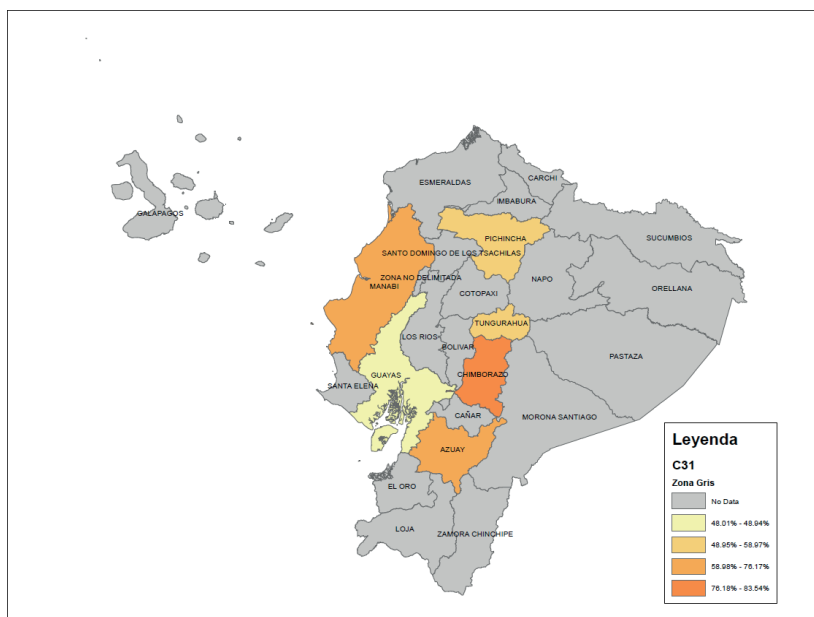 ESMERALDAS
CARCHI
IMBABURA
GALAPAGOS
PICHINCHA
SUCUMBIOS
SANTO DOMINGO DE LOS TSACHILAS
ZONA NO DELIMITADA
NAPO
MANABI
COTOPAXI
ORELLANA
TUNGURAHUA
LOS RIOS
BOLIVAR
PASTAZA
GUAYAS
CHIMBORAZO
SANTA ELENA
CAÑAR
MORONA SANTIAGO
AZUAY
EL ORO
LOJA
ZAMORA CHINCHIPE
Leyenda
C31
Zona Gris
No Data
48.01% - 48.94%
48.95% - 58.97%
58.98% - 76.17%
76.18% - 83.54%